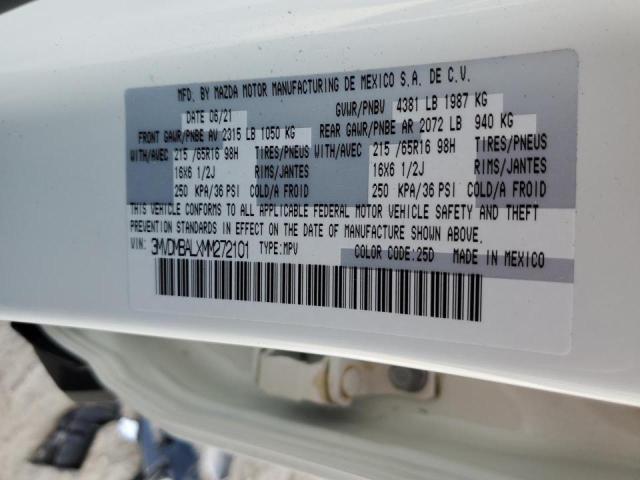 MFD. BY MAZDA MOTOR MANUFACTURING DE MEXICO S.A. DE C.V.
DATE 06/21 GVWR/PNBV 4381 LB 1987 KG
FRONT GAWR/PNBE AV 2315 LB 1050 KG REAR GAWR/PNBE AR 2072 LB 940 KG
WITH/AVEC 215 /65R16 98H TIRES/PNEUS WITH/AVEC 215 /65R16 98H TIRES/PNEUS
16X6 1/2J RIMS/JANTES 16X6 1/2J RIMS/JANTES
250 KPA/36 PSI COLD/A FROID 250 KPA/36 PSI COLD/A FROID
THIS VEHICLE CONFORMS TO ALL APPLICABLE FEDERAL MOTOR VEHICLE SAFETY AND THEFT
PREVENTION STANDARDS IN EFFECT ON THE DATE OF MANUFACTURE SHOWN ABOVE.
VIN: 3MVDMBALXMM272101 TYPE:MPV COLOR CODE:25D MADE IN MEXICO